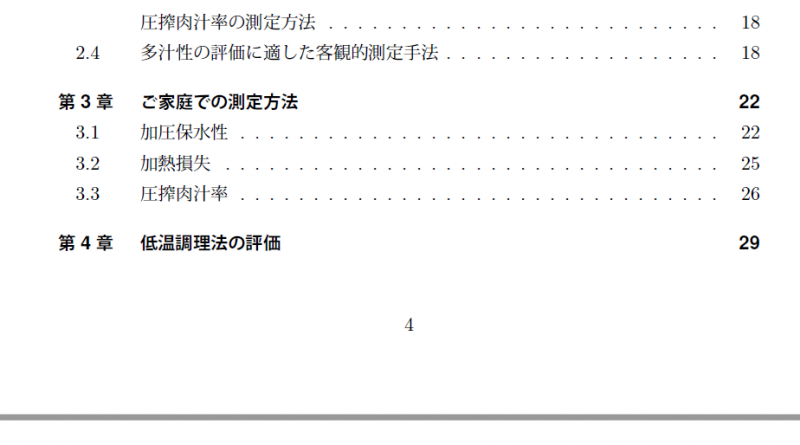 圧搾肉汁率の測定方法 . . . . . . . . . . . . . . . . . . . . . . . . . . . 18
2.4 多汁性の評価に適した客観的測定手法 . . . . . . . . . . . . . . . . . . . 18
第 3 章 ご家庭での測定方法 22
3.1 加圧保水性 . . . . . . . . . . . . . . . . . . . . . . . . . . . . . . . . . 22
3.2 加熱損失 . . . . . . . . . . . . . . . . . . . . . . . . . . . . . . . . . . 25
3.3 圧搾肉汁率 . . . . . . . . . . . . . . . . . . . . . . . . . . . . . . . . . 26
第 4 章 低温調理法の評価 29
4